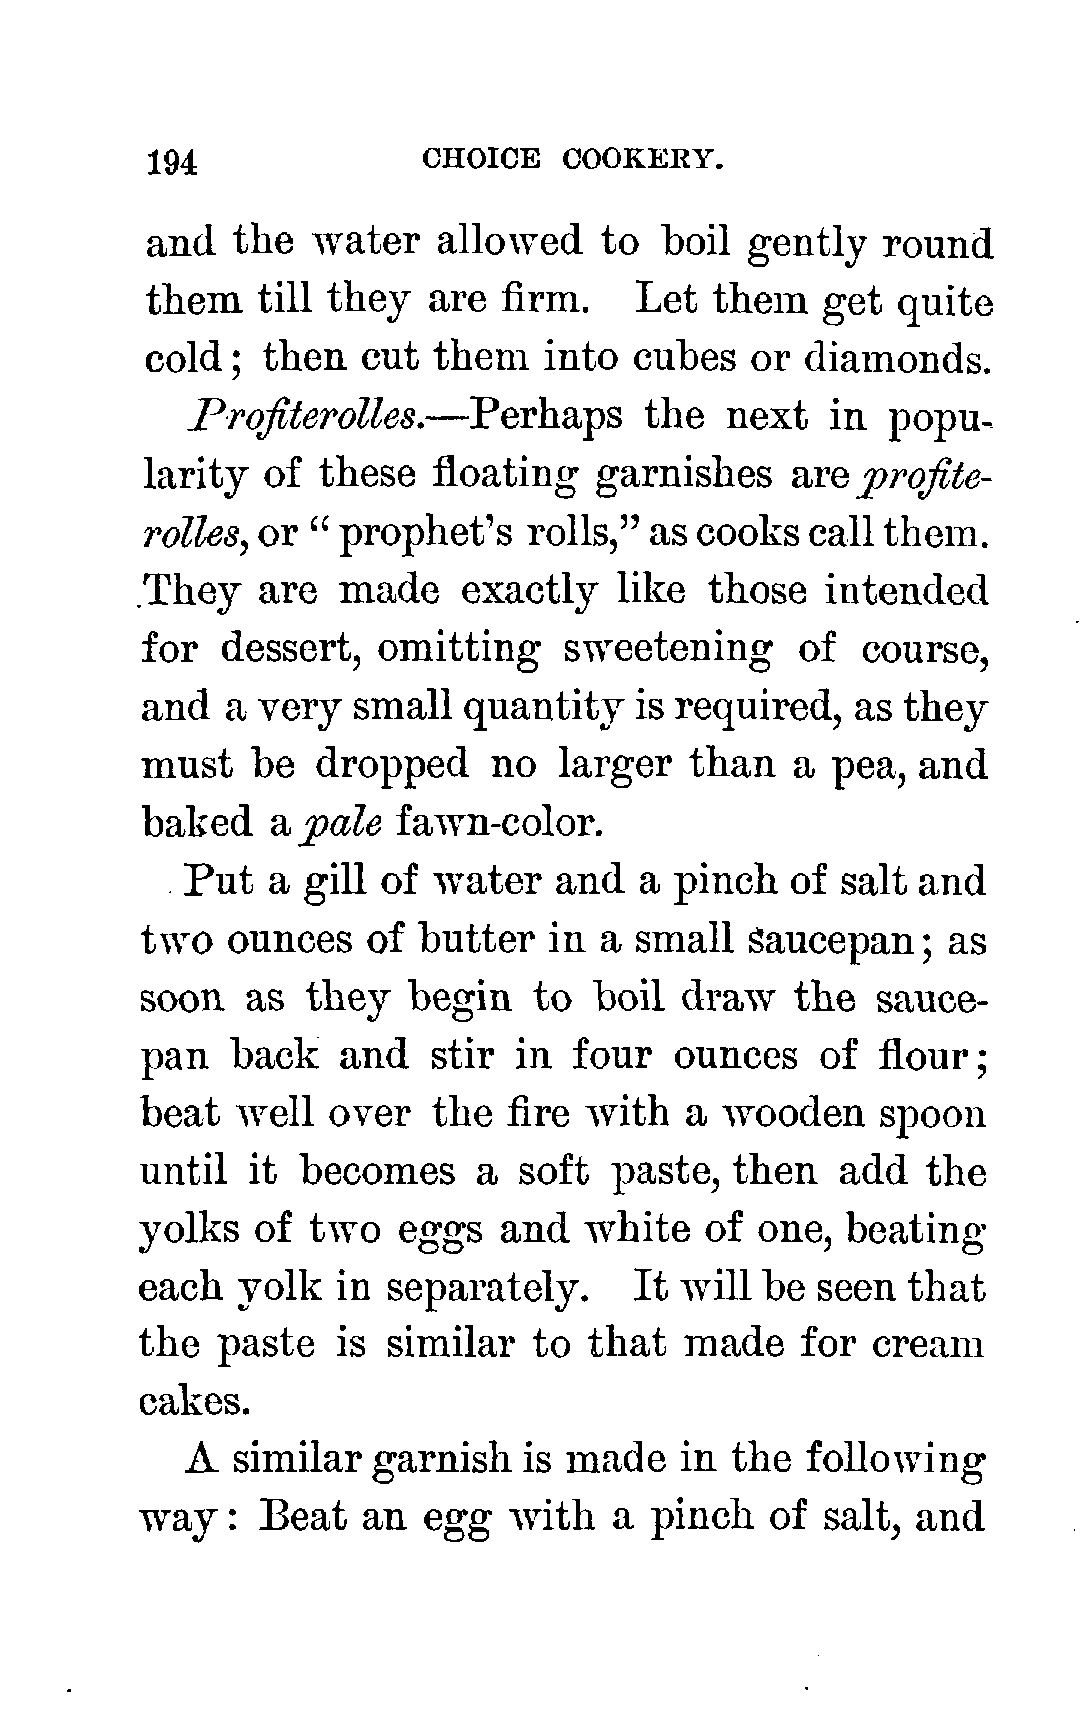 194 CHOICE COOKERY.
and the water allowed to boil gently round
them till they are firm. Let them get quite
cold; then cut them into cubes or diamonds.
Profiterolles.—Perhaps the next in popu-
larity of these floating garnishes are profite-
rolles, or “prophet’s rolls,” as cooks call them.
They are made exactly like those intended
for dessert, omitting sweetening of course,
and a very small quantity is required, as they
must be dropped no larger than a pea, and
baked a pale fawn-color.
Put a gill of water and a pinch of salt and
two ounces of butter in a small saucepan; as
soon as they begin to boil draw the sauce-
pan back and stir in four ounces of flour;
beat well over the fire with a wooden spoon
until it becomes a soft paste, then add the
yolks of two eggs and white of one, beating
each yolk in separately. It will be seen that
the paste is similar to that made for cream
cakes.
A similar garnish is made in the following
way: Beat an egg with a pinch of salt, and